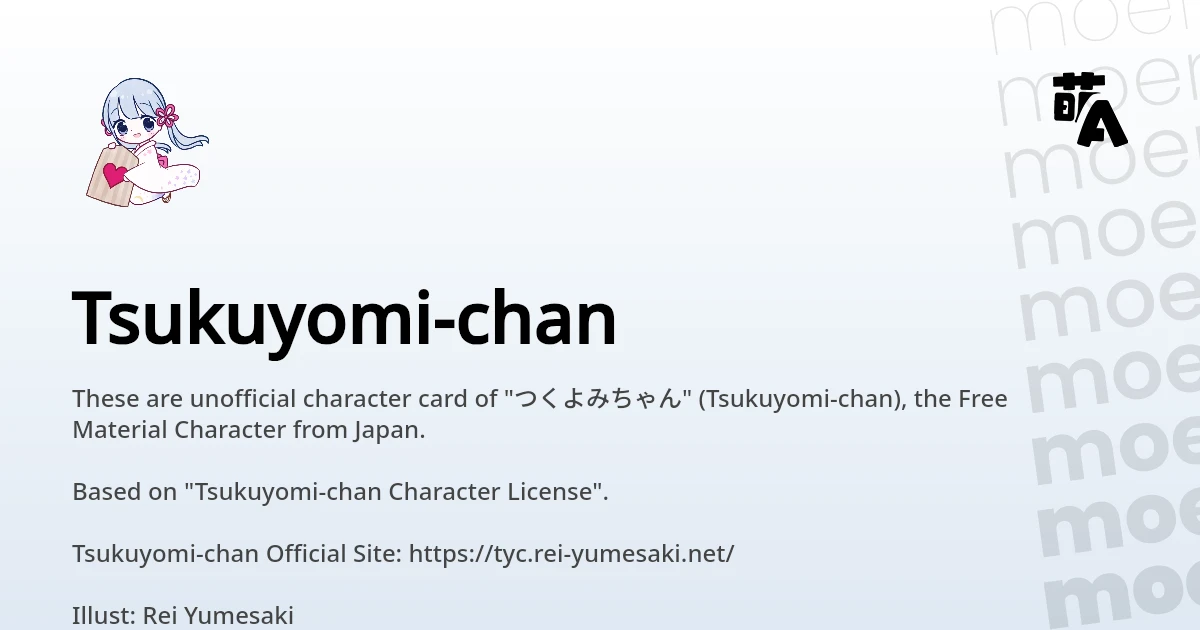 moe
moe
萌A
moe
moe
moe
moe
moe
moe
moe
Tsukuyomi-chan
These are unofficial character card of "つくよみちゃん" (Tsukuyomi-chan), the Free
Material Character from Japan.
Based on "Tsukuyomi-chan Character License".
Tsukuyomi-chan Official Site: https://tyc.rei-yumesaki.net/
Illust: Rei Yumesaki